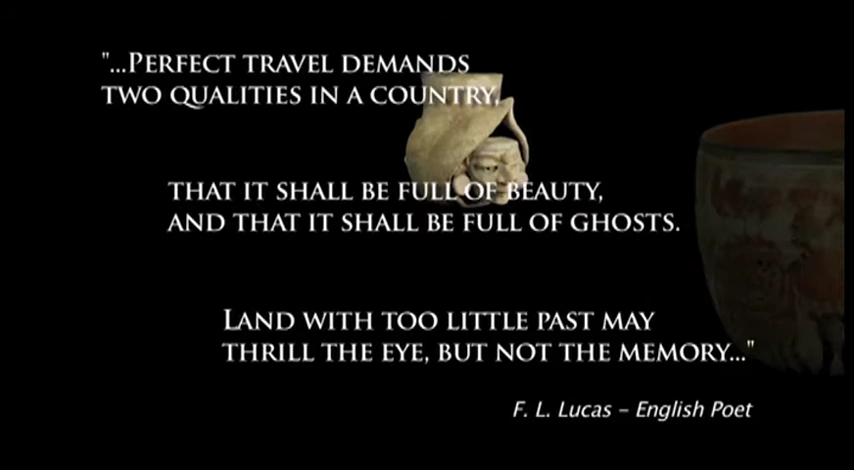 "...Perfect travel demands
two qualities in a country,
that it shall be full of beauty,
and that it shall be full of ghosts.
Land with too little past may
thrill the eye, but not the memory..."
F. L. Lucas – English Poet